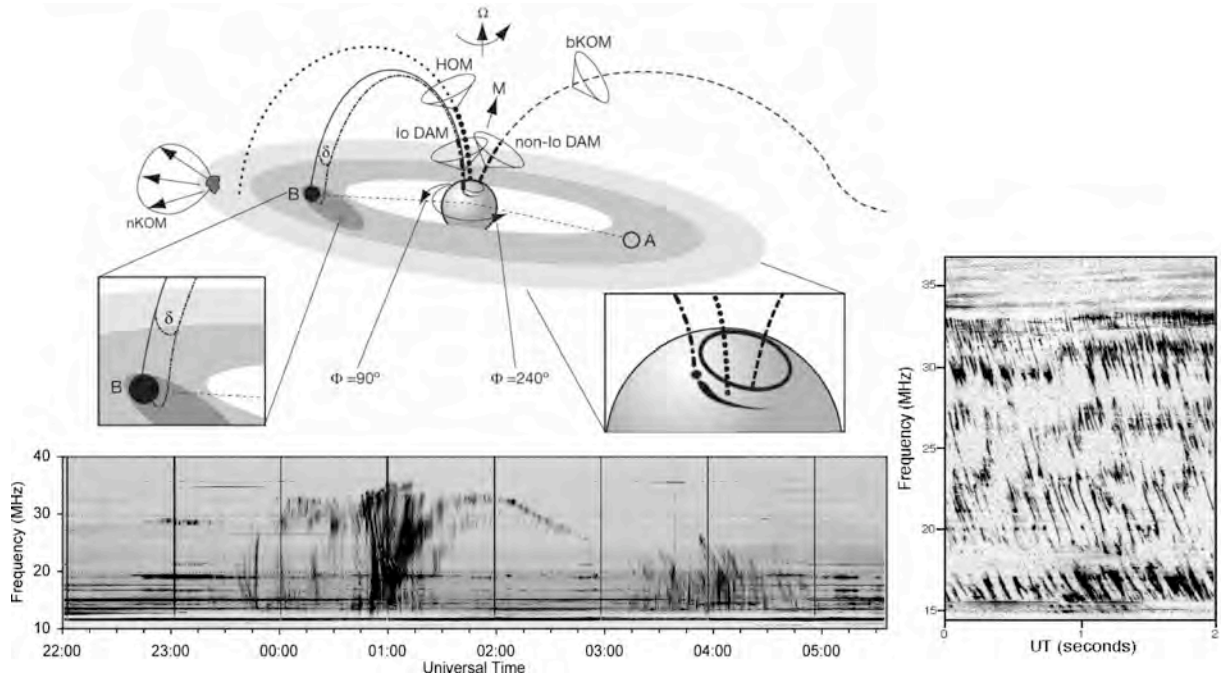 Ω
bKOM
HOM
M
Io DAM
non-Io DAM
δ
B
nKOM
A
δ
B
Φ =90°
Φ =240°
Frequency (MHz)
40
30
20
10
22:00 23:00 00:00 01:00 02:00 03:00 04:00 05:00
Universal Time
Frequency (MHz)
35
30
25
20
15
0 1 2
UT (seconds)